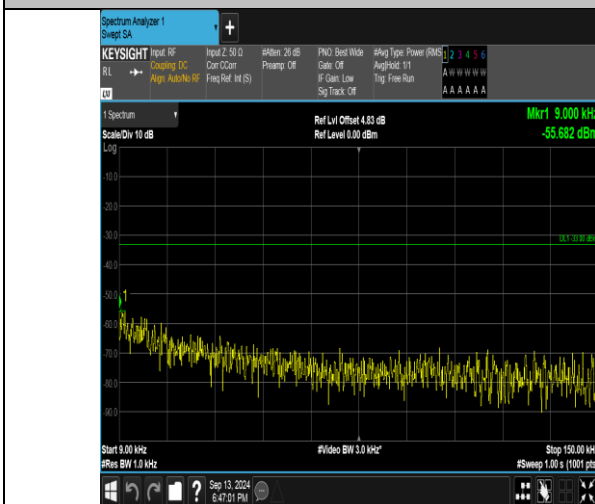 Spectrum Analyzer 1
Swept SA
+
KEYSIGHT
RL
Input: RF
Coupling: DC
Align: Auto/No RF
Input Z: 50 Ω
Corr CCorr
Freq Ref: Int (S)
#Atten: 26 dB
Preamp: Off
PNO: Best Wide
Gate: Off
IF Gain: Low
Sig Track: Off
#Avg Type: Power (RMS
Avg|Hold: 1/1
Trig: Free Run
1 2 3 4 5 6
A W W W W W
A A A A A A
1 Spectrum
Scale/Div 10 dB
Log
Ref Lvl Offset 4.83 dB
Ref Level 0.00 dBm
Mkr1 9.000 kHz
-55.682 dBm
-10.0
-20.0
-30.0
DL1 -33.00 dBm
-40.0
-50.0
1
-60.0
-70.0
-80.0
-90.0
Start 9.00 kHz
#Res BW 1.0 kHz
#Video BW 3.0 kHz*
Stop 150.00 kHz
#Sweep 1.00 s (1001 pts
?
Sep 13, 2024
6:47:01 PM